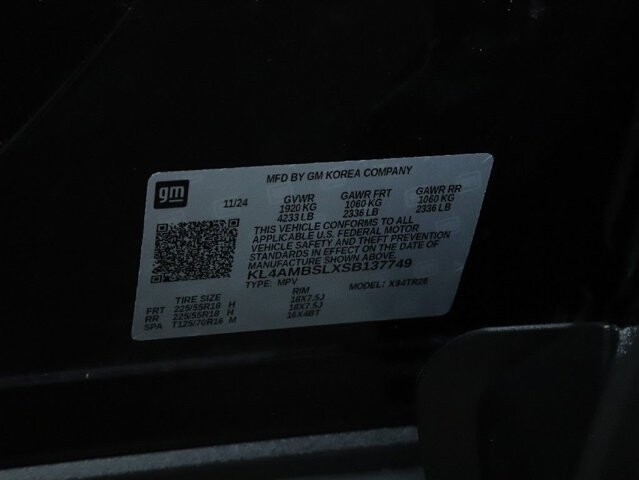 MFD BY GM KOREA COMPANY
gm
11/24
GVWR GAWR FRT GAWR RR
1920 KG 1060 KG 1060 KG
4233 LB 2336 LB 2336 LB
THIS VEHICLE CONFORMS TO ALL
APPLICABLE U.S. FEDERAL MOTOR
VEHICLE SAFETY AND THEFT PREVENTION
STANDARDS IN EFFECT ON THE DATE OF
MANUFACTURE SHOWN ABOVE.
KL4AMBSLXSB137749
TYPE: MPV MODEL: X94TR26
TIRE SIZE RIM
FRT 225/55R18 H 18X7.5J
RR 225/55R18 H 18X7.5J
SPA T125/70R16 M 16X4BT